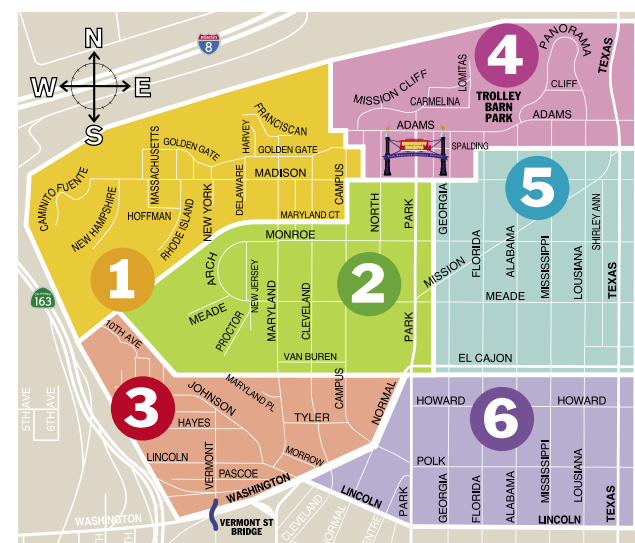 N
W
E
S
8
PANORAMA
TEXAS
4
LOMITAS
MISSION CLIFF
CLIFF
CARMELINA
TROLLEY
BARN
PARK
ADAMS
ADAMS
SPALDING
FRANCISCAN
HARVEY
MASSACHUSETTS
GOLDEN GATE
GOLDEN GATE
MADISON
CAMPUS
DELAWARE
CAMINITO FUENTE
NEW HAMPSHIRE
HOFFMAN
RHODE ISLAND
NEW YORK
MARYLAND CT
1
163
5
NORTH
PARK
GEORGIA
FLORIDA
ALABAMA
MISSISSIPPI
LOUISIANA
SHIRLEY ANN
TEXAS
MISSION
MEADE
EL CAJON
MONROE
ARCH
2
NEW JERSEY
MARYLAND
CLEVELAND
MEADE
PROCTOR
PARK
VAN BUREN
10TH AVE
3
JOHNSON
MARYLAND PL
CAMPUS
NORMAL
HAYES
TYLER
LINCOLN
VERMONT
PASCOE
MORROW
WASHINGTON
5TH AVE
6TH AVE
WASHINGTON
VERMONT ST
BRIDGE
CLEVELAND
NORMAL
CENTRE
6
HOWARD
HOWARD
POLK
LINCOLN
PARK
GEORGIA
FLORIDA
ALABAMA
MISSISSIPPI
LOUISIANA
TEXAS
LINCOLN